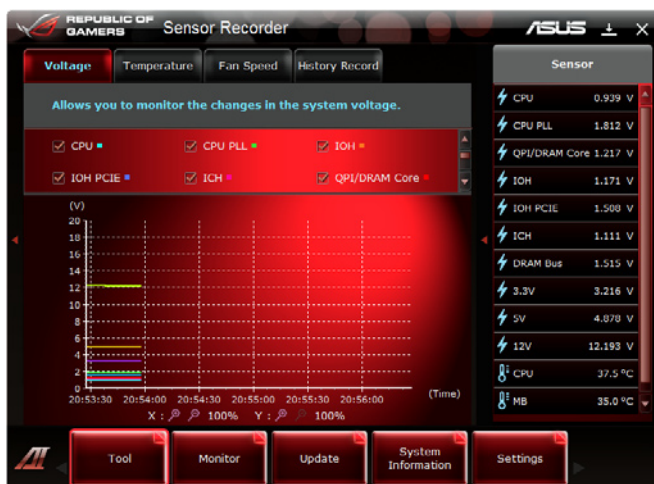 REPUBLIC OF
GAMERS
Sensor Recorder
ASUS
Voltage
Temperature
Fan Speed
History Record
Allows you to monitor the changes in the system voltage.
CPU
CPU PLL
IOH
IOH PCIE
ICH
QPI/DRAM Core
(V)
20
18
16
14
12
10
8
6
4
2
0
20:53:30 20:54:00 20:54:30 20:55:00 20:55:30 20:56:00
(Time)
X : 100% Y : 100%
Sensor
CPU 0.939 V
CPU PLL 1.812 V
QPI/DRAM Core 1.217 V
IOH 1.171 V
IOH PCIE 1.508 V
ICH 1.111 V
DRAM Bus 1.515 V
3.3V 3.216 V
5V 4.878 V
12V 12.193 V
CPU 37.5 °C
MB 35.0 °C
AI
Tool
Monitor
Update
System
Information
Settings